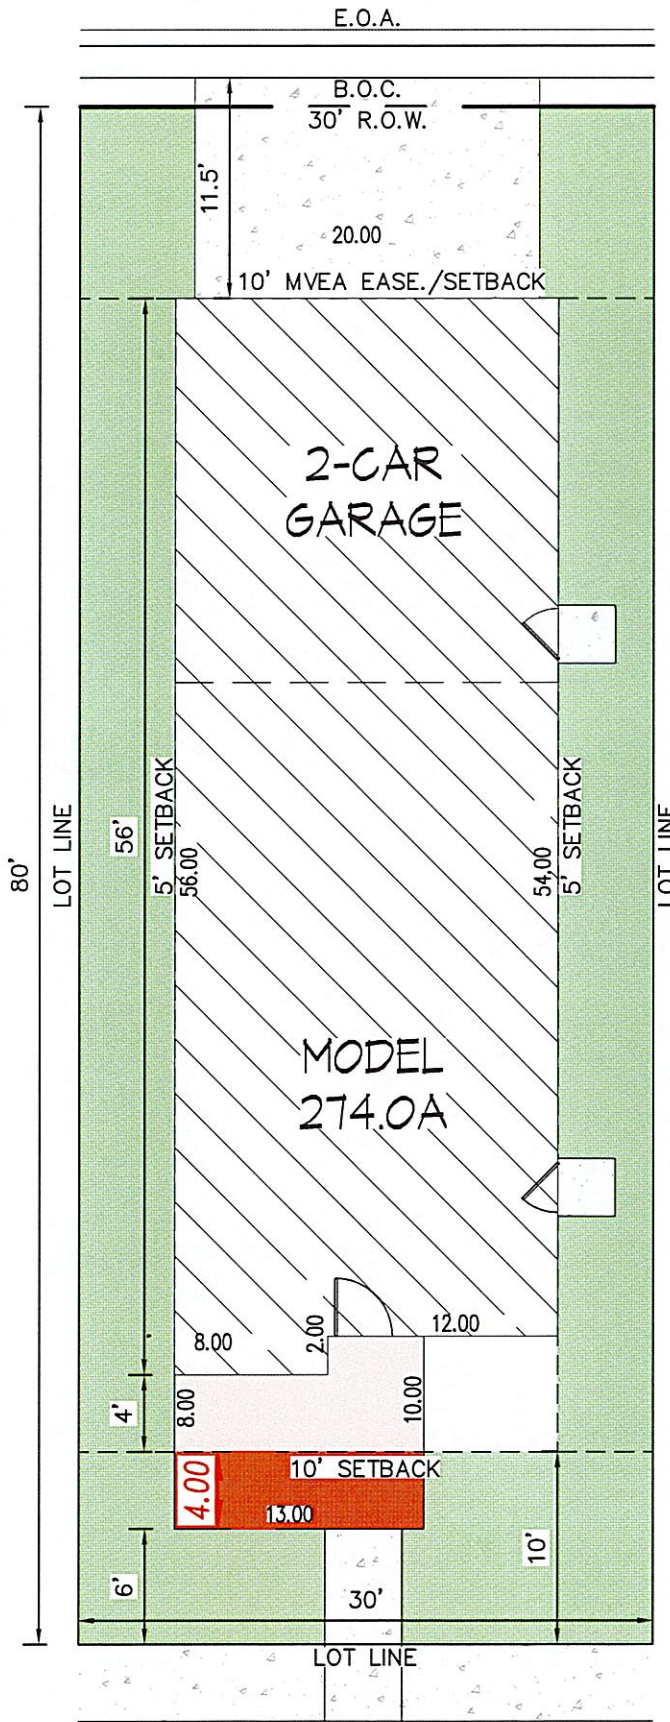 E.O.A.
B.O.C.
30' R.O.W.
11.5'
20.00
10' MVEA EASE./SETBACK
2-CAR
GARAGE
80'
LOT LINE
56'
5' SETBACK
56.00
54.00
5' SETBACK
LOT LINE
MODEL
274.0A
8.00
2.00
12.00
4'
8.00
10.00
4.00
10' SETBACK
13.00
6'
10'
30'
LOT LINE